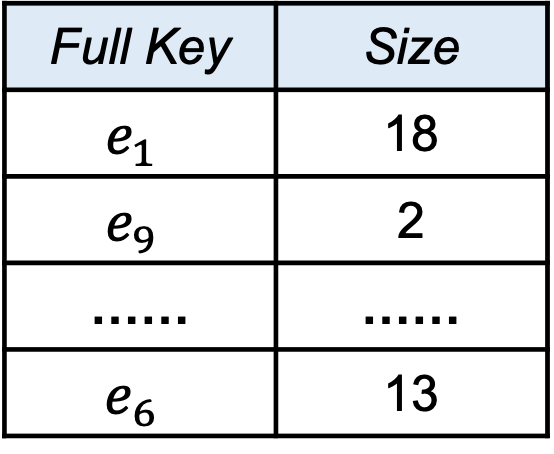 Full Key Size
e₁ 18
e₉ 2
...... ......
e₆ 13